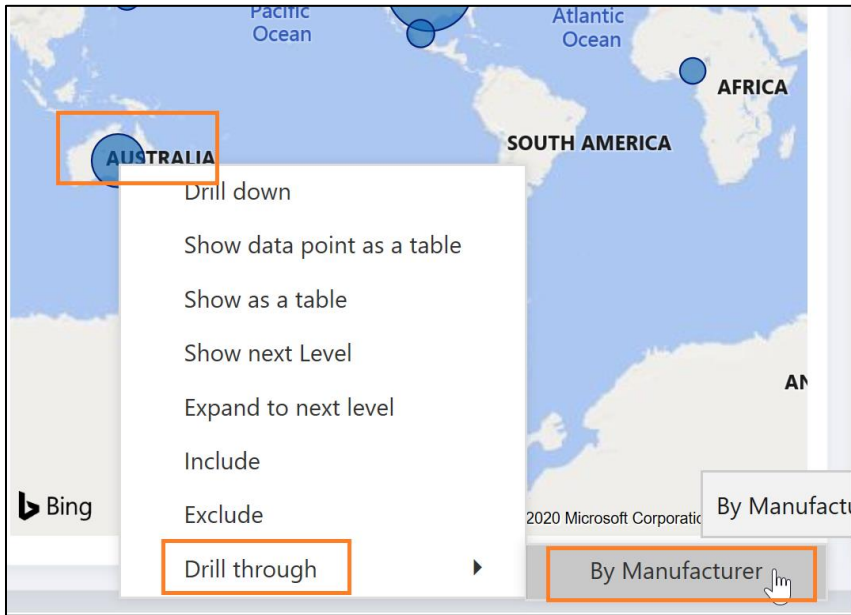 Pacific
Ocean
Atlantic
Ocean
AFRICA
SOUTH AMERICA
AUSTRALIA
Drill down
Show data point as a table
Show as a table
Show next Level
Expand to next level
Include
Exclude
Drill through
By Manufacturer
AN
Bing
2020 Microsoft Corporatio
By Manufactu